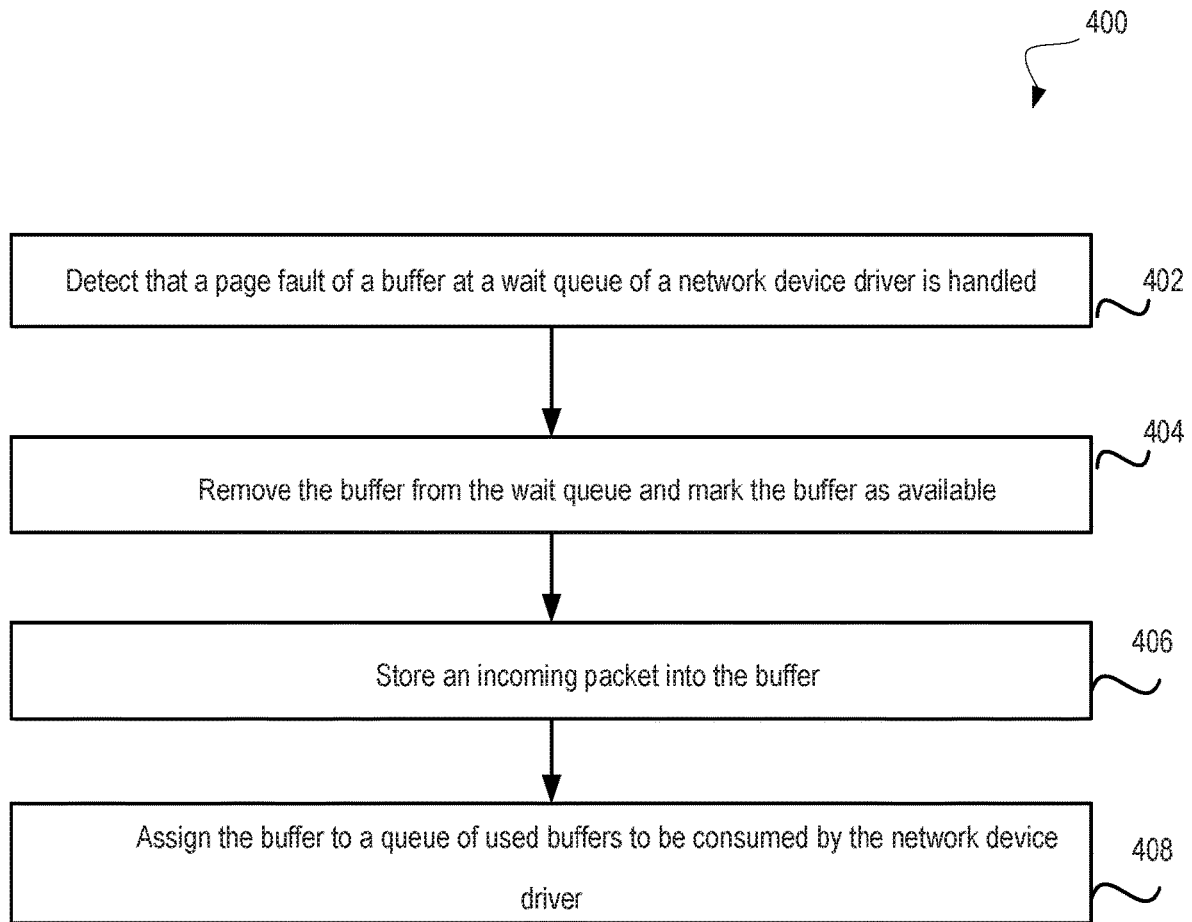 400
Detect that a page fault of a buffer at a wait queue of a network device driver is handled
402
404
Remove the buffer from the wait queue and mark the buffer as available
406
Store an incoming packet into the buffer
Assign the buffer to a queue of used buffers to be consumed by the network device
driver
408